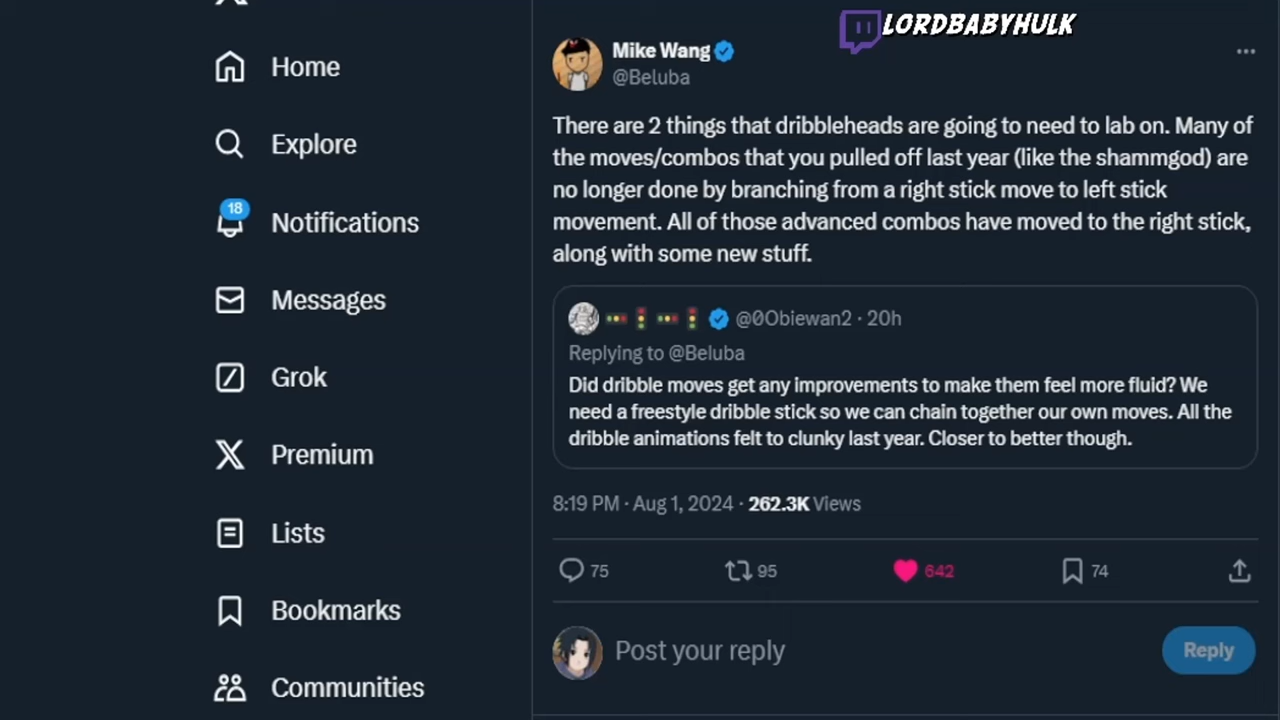 LORDBABYHULK
Home
Explore
18
Notifications
Messages
Grok
Premium
Lists
Bookmarks
Communities
Mike Wang
@Beluba
There are 2 things that dribbleheads are going to need to lab on. Many of
the moves/combos that you pulled off last year (like the shammgod) are
no longer done by branching from a right stick move to left stick
movement. All of those advanced combos have moved to the right stick,
along with some new stuff.
@0Obiewan2 · 20h
Replying to @Beluba
Did dribble moves get any improvements to make them feel more fluid? We
need a freestyle dribble stick so we can chain together our own moves. All the
dribble animations felt to clunky last year. Closer to better though.
8:19 PM · Aug 1, 2024 · 262.3K Views
75 95 642 74
Post your reply
Reply